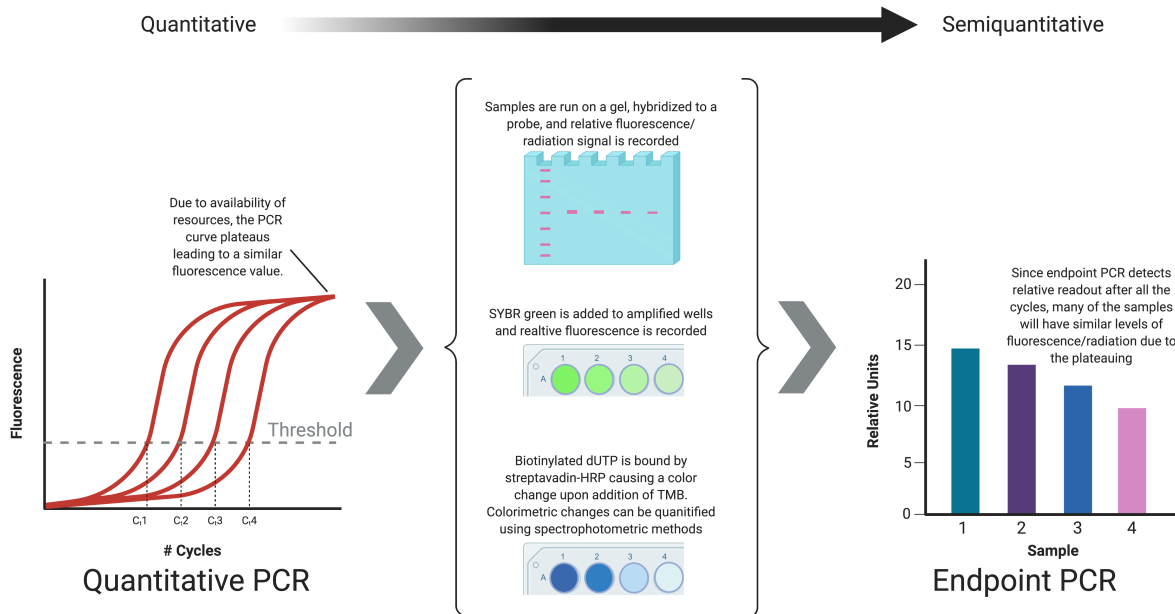 Quantitative
Semiquantitative
Due to availability of
resources, the PCR
curve plateaus
leading to a similar
fluorescence value.
Fluorescence
Threshold
Cₜ1
Cₜ2
Cₜ3
Cₜ4
# Cycles
Quantitative PCR
Samples are run on a gel, hybridized to a
probe, and relative fluorescence/
radiation signal is recorded
SYBR green is added to amplified wells
and realtive fluorescence is recorded
1 2 3 4
A
Biotinylated dUTP is bound by
streptavadin-HRP causing a color
change upon addition of TMB.
Colorimetric changes can be quantified
using spectrophotometric methods
1 2 3 4
A
Since endpoint PCR detects
relative readout after all the
cycles, many of the samples
will have similar levels of
fluorescence/radiation due to
the plateauing
Relative Units
20
15
10
5
0
1 2 3 4
Sample
Endpoint PCR